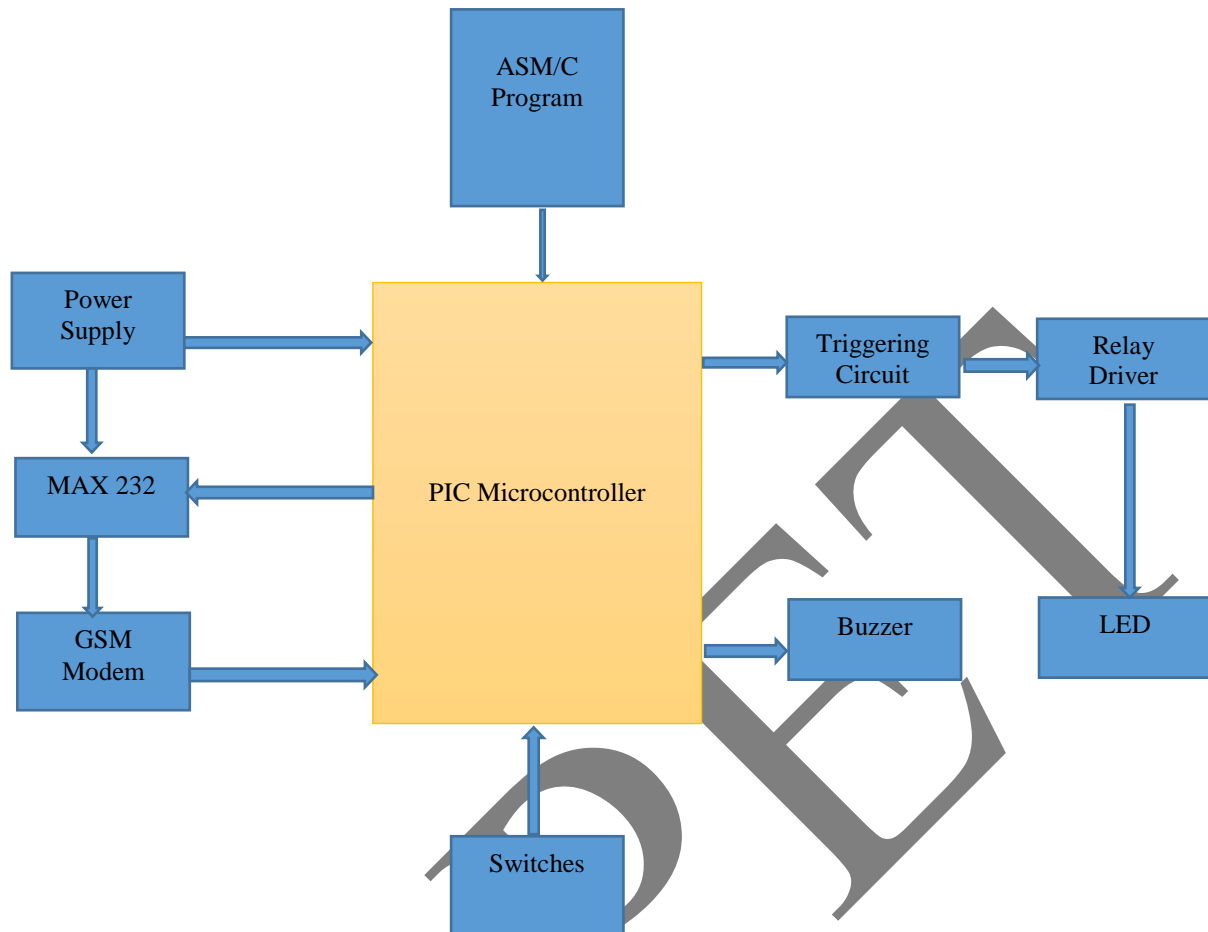 ASM/C
Program
Power
Supply
Triggering
Circuit
Relay
Driver
MAX 232
PIC Microcontroller
GSM
Modem
Buzzer
LED
Switches